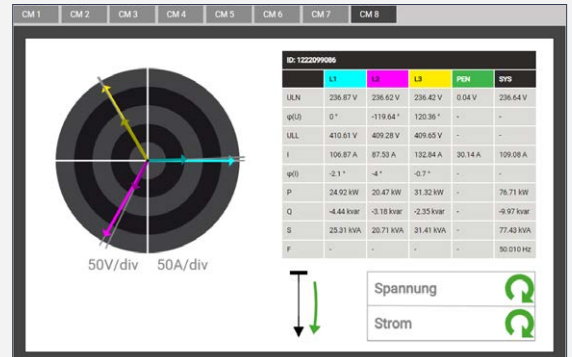 CM 1 CM 2 CM 3 CM 4 CM 5 CM 6 CM 7 CM 8
ID: 1222099086
L1 L2 L3 PEN SYS
ULN 236.87 V 236.62 V 236.42 V 0.04 V 236.64 V
φ(U) 0 ° -119.64 ° 120.36 ° - -
ULL 410.61 V 409.28 V 409.65 V - -
I 106.87 A 87.53 A 132.84 A 30.14 A 109.08 A
φ(I) -2.1 ° -4 ° -0.7 ° - -
P 24.92 kW 20.47 kW 31.32 kW - 76.71 kW
Q -4.44 kvar -3.18 kvar -2.35 kvar - -9.97 kvar
S 25.31 kVA 20.71 kVA 31.41 kVA - 77.43 kVA
F - - - - 50.010 Hz
50V/div 50A/div
Spannung
Strom